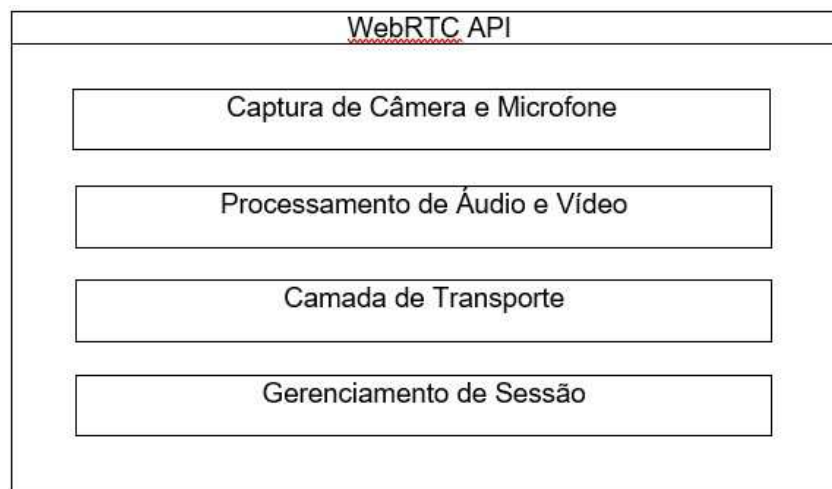 WebRTC API
Captura de Câmera e Microfone
Processamento de Áudio e Vídeo
Camada de Transporte
Gerenciamento de Sessão